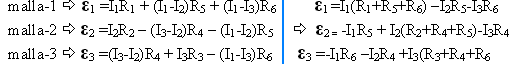 malla-1 ⇨ ε1 =I1R1 + (I1-I2)R5 + (I1-I3)R6
malla-2 ⇨ ε2 =I2R2 – (I3-I2)R4 – (I1-I2)R5
malla-3 ⇨ ε3 =(I3-I2)R4 + I3R3 – (I1-I3)R6
ε1=I1(R1+R5+R6) –I2R5-I3R6
⇨ ε2= -I1R5 + I2(R2+R4+R5)-I3R4
ε3 =-I1R6 –I2R4 +I3(R3+R4+R6